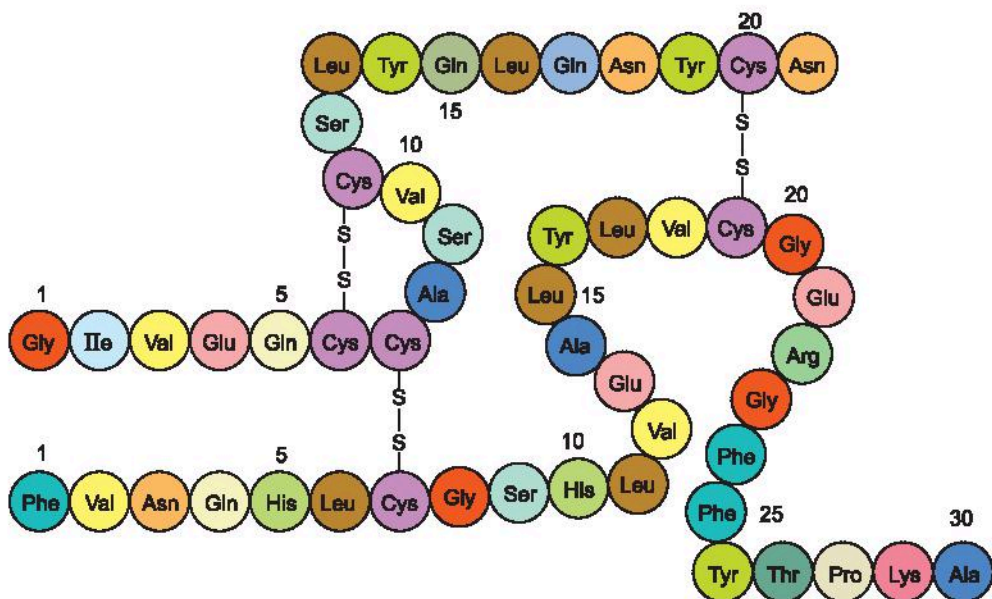 20
Leu Tyr Gln Leu Gln Asn Tyr Cys Asn
15
Ser S
10
Cys Val S
20
S Ser Tyr Leu Val Cys Gly
S Ala Leu 15 Glu
1 5
Gly IIe Val Glu Gln Cys Cys Ala Arg
S Glu Gly
S Val Phe
1 5 10
Phe Val Asn Gln His Leu Cys Gly Ser His Leu Phe
25 30
Tyr Thr Pro Lys Ala